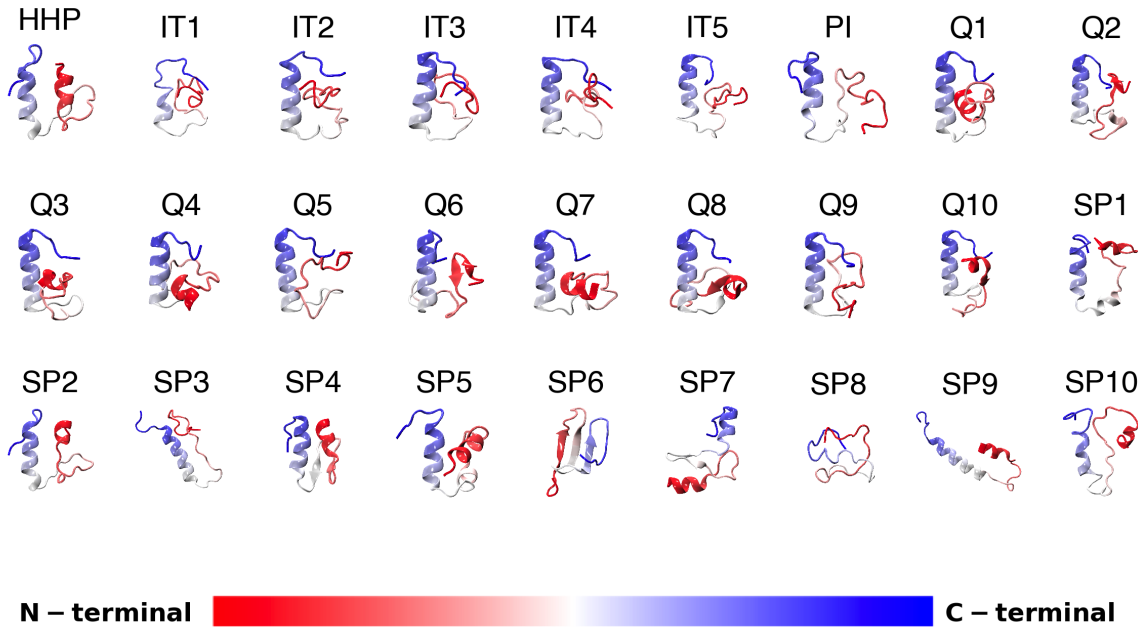 HHP IT1 IT2 IT3 IT4 IT5 PI Q1 Q2
Q3 Q4 Q5 Q6 Q7 Q8 Q9 Q10 SP1
SP2 SP3 SP4 SP5 SP6 SP7 SP8 SP9 SP10
N − terminal C − terminal